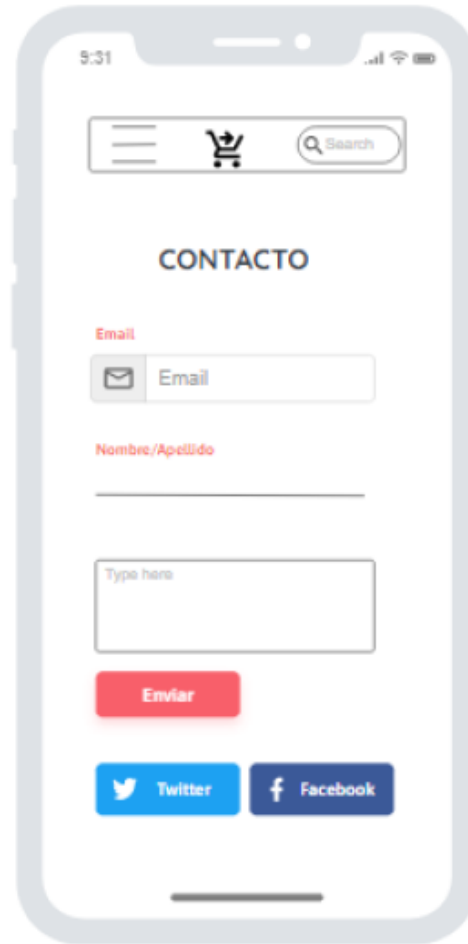 9:31
Search
CONTACTO
Email
Email
Nombre/Apellido
Type here
Enviar
Twitter Facebook